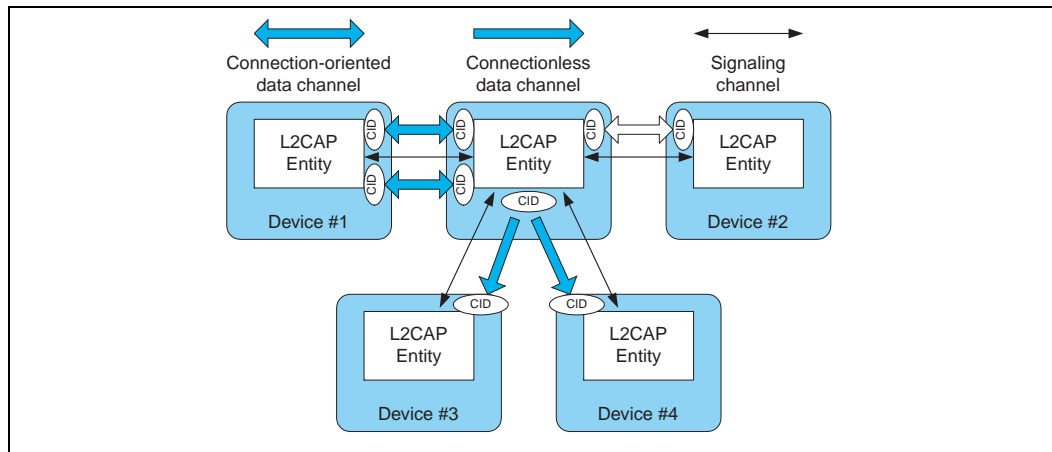 Connection-oriented
data channel
Connectionless
data channel
Signaling
channel
CID
CID
CID
CID
L2CAP
Entity
L2CAP
Entity
L2CAP
Entity
CID
CID
CID
Device #1
Device #2
CID
CID
L2CAP
Entity
L2CAP
Entity
Device #3
Device #4